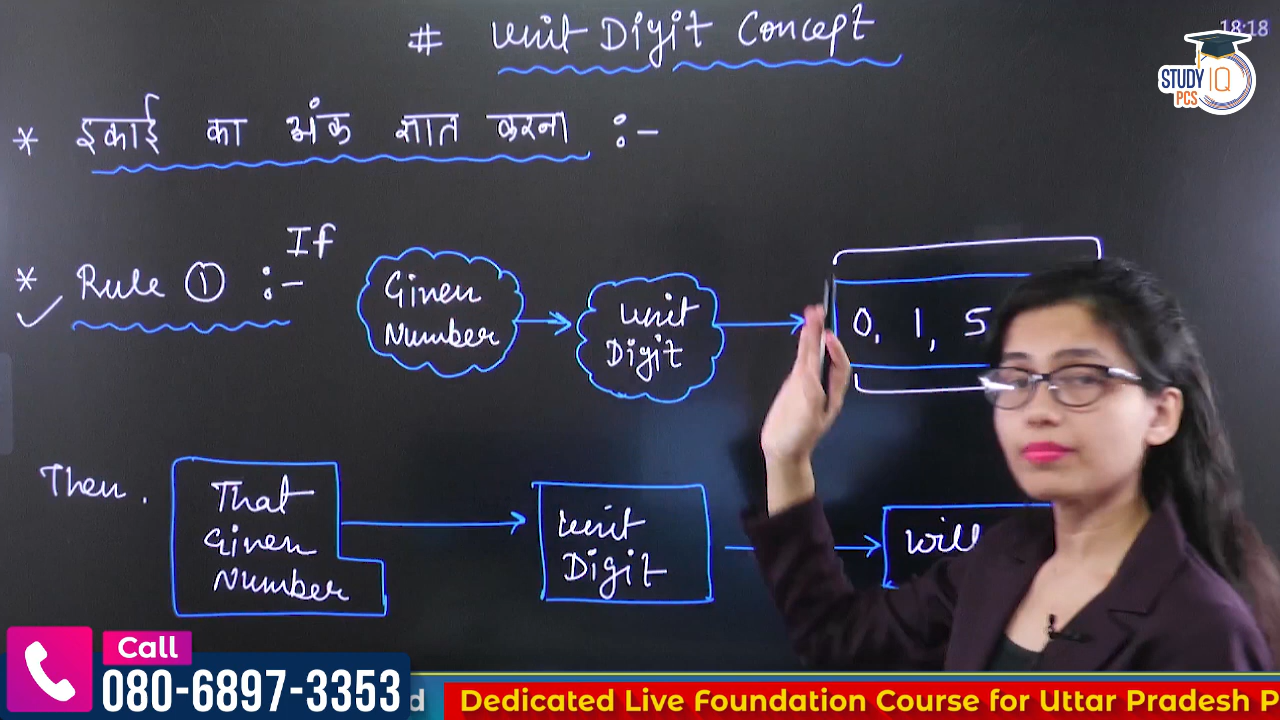 # Unit Digit Concept
18:18
STUDY IQ
PCS
* इकाई का अंक ज्ञात करना :-
* Rule ① :- If
Given
Number
Unit
Digit
0, 1, 5
Then,
That
Given
Number
Unit
Digit
will
Call
080-6897-3353
d
Dedicated Live Foundation Course for Uttar Pradesh P